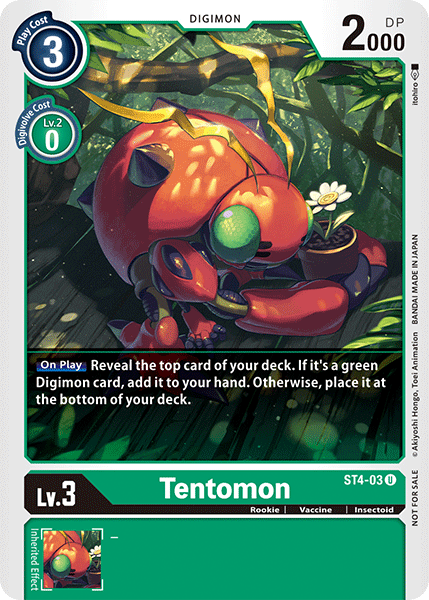 Play Cost
3
DIGIMON
2000
DP
Digivolve Cost
Lv.2
0
itohiro
© Akiyoshi Hongo, Toei Animation BANDAI MADE IN JAPAN
NOT FOR SALE
On Play Reveal the top card of your deck. If it's a green
Digimon card, add it to your hand. Otherwise, place it at
the bottom of your deck.
Lv.3
Tentomon
ST4-03 U
Rookie | Vaccine | Insectoid
Inherited Effect
–